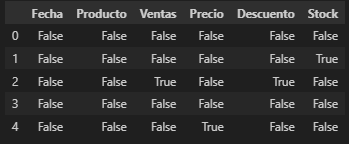 Fecha Producto Ventas Precio Descuento Stock
0 False False False False False False
1 False False False False False True
2 False False True False True False
3 False False False False False False
4 False False False True False False